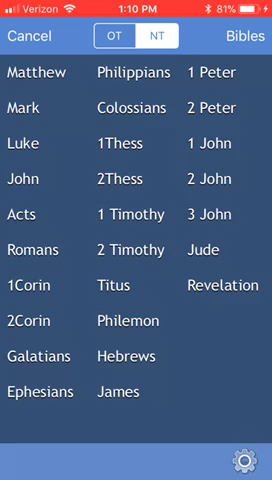 Verizon 1:10 PM 81%
Cancel OT NT Bibles
Matthew Philippians 1 Peter
Mark Colossians 2 Peter
Luke 1Thess 1 John
John 2Thess 2 John
Acts 1 Timothy 3 John
Romans 2 Timothy Jude
1Corin Titus Revelation
2Corin Philemon
Galatians Hebrews
Ephesians James